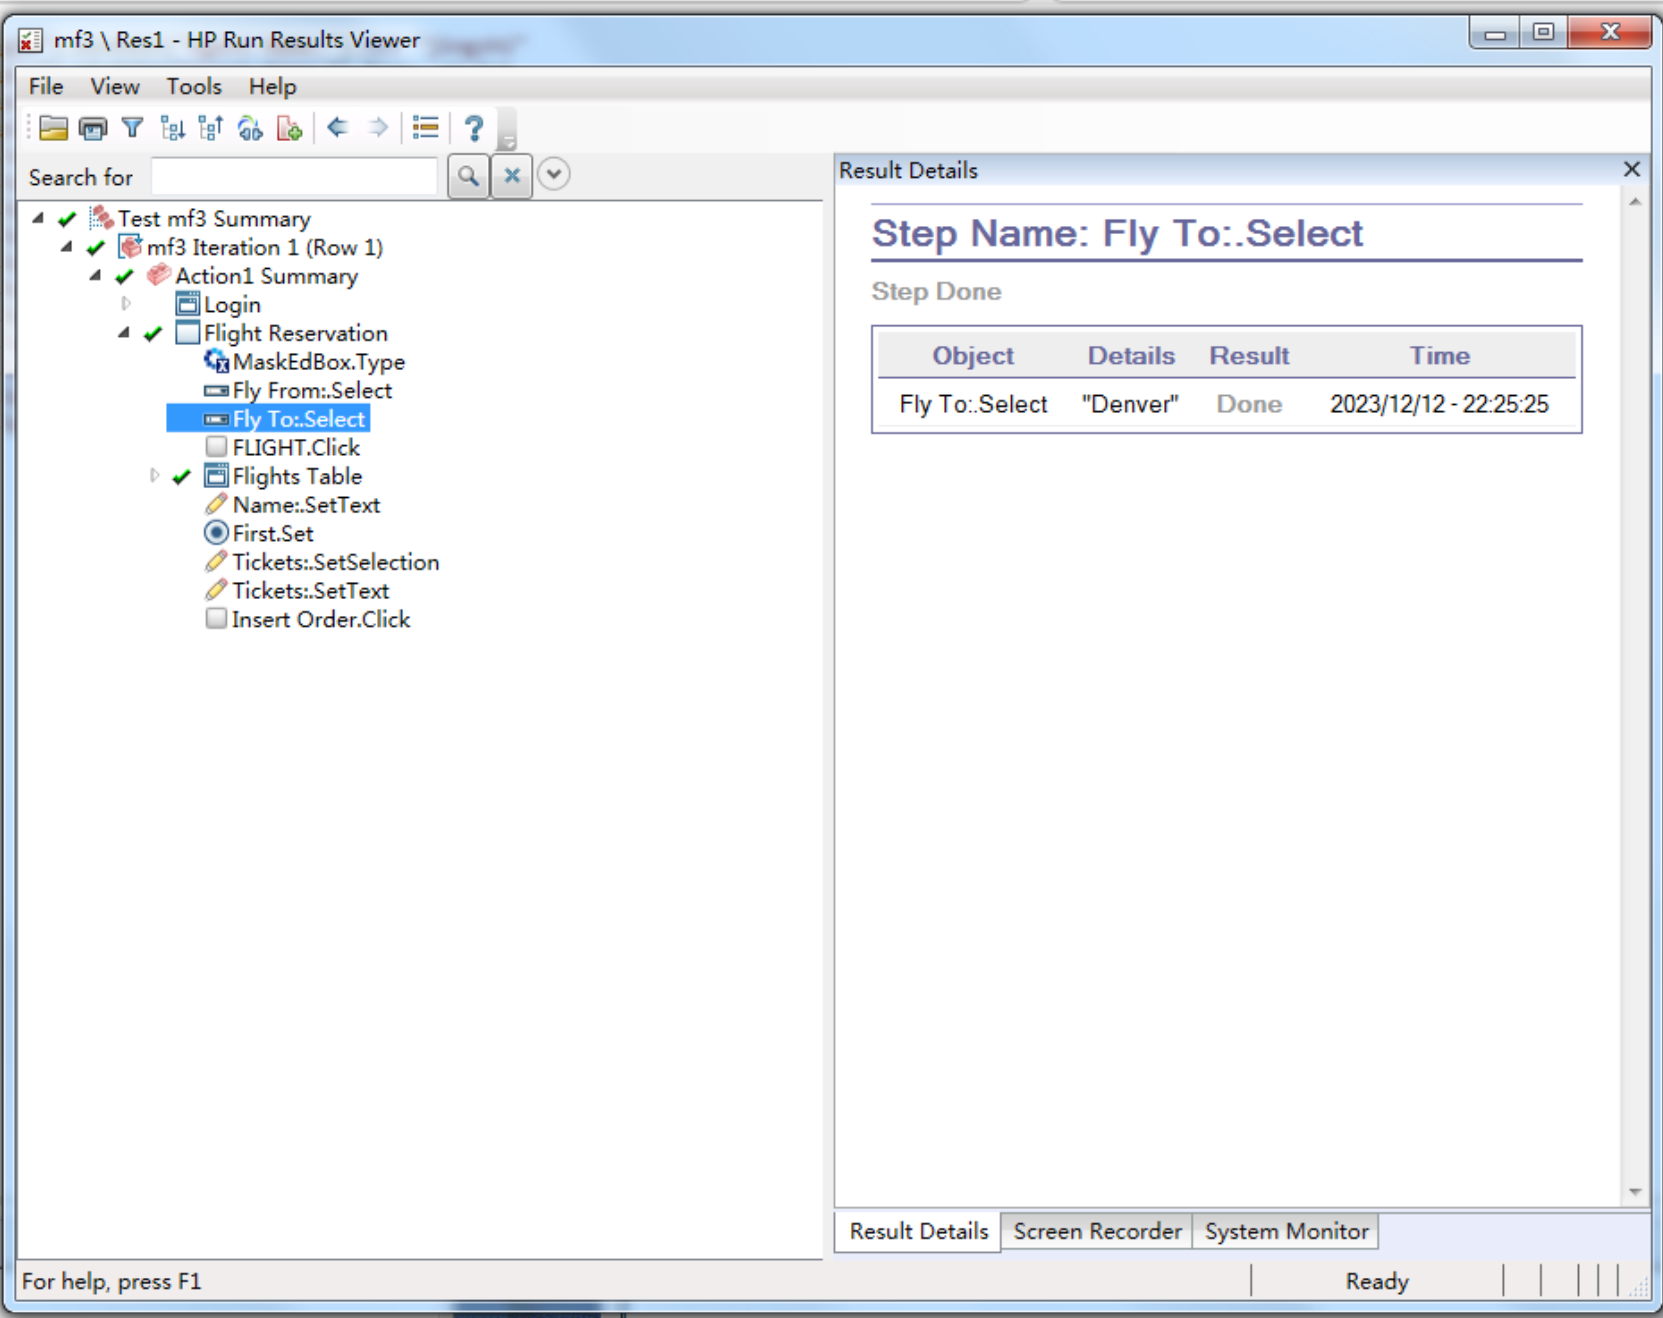 mf3 \ Res1 - HP Run Results Viewer
File View Tools Help
Search for
Test mf3 Summary
mf3 Iteration 1 (Row 1)
Action1 Summary
Login
Flight Reservation
MaskEdBox.Type
Fly From:.Select
Fly To:.Select
FLIGHT.Click
Flights Table
Name:.SetText
First.Set
Tickets:.SetSelection
Tickets:.SetText
Insert Order.Click
Result Details
Step Name: Fly To:.Select
Step Done
Object Details Result Time
Fly To:.Select "Denver" Done 2023/12/12 - 22:25:25
Result Details Screen Recorder System Monitor
For help, press F1 Ready